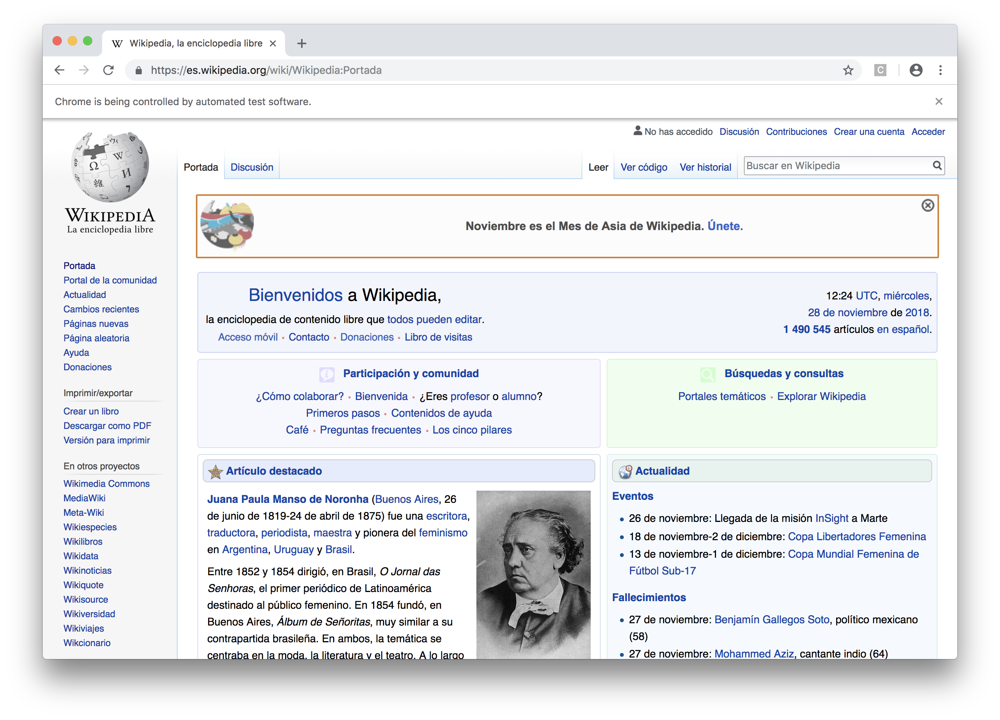 Wikipedia, la enciclopedia libre
https://es.wikipedia.org/wiki/Wikipedia:Portada
C
Chrome is being controlled by automated test software.
No has accedido Discusión Contribuciones Crear una cuenta Acceder
Portada Discusión Leer Ver código Ver historial Buscar en Wikipedia
WIKIPEDIA
La enciclopedia libre
Portada
Portal de la comunidad
Actualidad
Cambios recientes
Páginas nuevas
Página aleatoria
Ayuda
Donaciones
Imprimir/exportar
Crear un libro
Descargar como PDF
Versión para imprimir
En otros proyectos
Wikimedia Commons
MediaWiki
Meta-Wiki
Wikiespecies
Wikilibros
Wikidata
Wikinoticias
Wikiquote
Wikisource
Wikiversidad
Wikiviajes
Wikcionario
Noviembre es el Mes de Asia de Wikipedia. Únete.
Bienvenidos a Wikipedia,
la enciclopedia de contenido libre que todos pueden editar.
Acceso móvil • Contacto • Donaciones • Libro de visitas
12:24 UTC, miércoles,
28 de noviembre de 2018.
1 490 545 artículos en español.
Participación y comunidad
¿Cómo colaborar? • Bienvenida • ¿Eres profesor o alumno?
Primeros pasos • Contenidos de ayuda
Café • Preguntas frecuentes • Los cinco pilares
Búsquedas y consultas
Portales temáticos • Explorar Wikipedia
Artículo destacado
Juana Paula Manso de Noronha (Buenos Aires, 26
de junio de 1819-24 de abril de 1875) fue una escritora,
traductora, periodista, maestra y pionera del feminismo
en Argentina, Uruguay y Brasil.
Entre 1852 y 1854 dirigió, en Brasil, O Jornal das
Senhoras, el primer periódico de Latinoamérica
destinado al público femenino. En 1854 fundó, en
Buenos Aires, Álbum de Señoritas, muy similar a su
contrapartida brasileña. En ambos, la temática se
centraba en la moda, la literatura y el teatro. A lo largo
Actualidad
Eventos
• 26 de noviembre: Llegada de la misión InSight a Marte
• 18 de noviembre-2 de diciembre: Copa Libertadores Femenina
• 13 de noviembre-1 de diciembre: Copa Mundial Femenina de
Fútbol Sub-17
Fallecimientos
• 27 de noviembre: Benjamín Gallegos Soto, político mexicano
(58)
• 27 de noviembre: Mohammed Aziz, cantante indio (64)